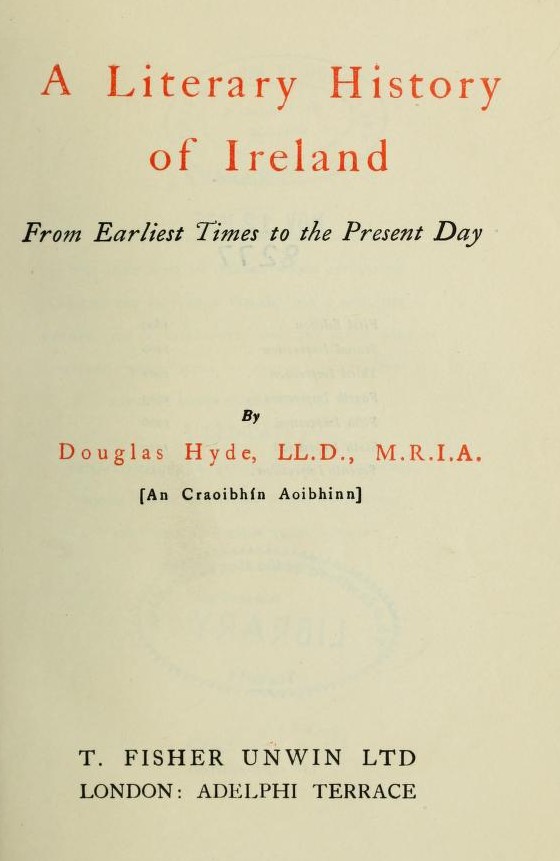 A Literary History
of Ireland
From Earliest Times to the Present Day
By
Douglas Hyde, LL.D., M.R.I.A.
[An Craoibhín Aoibhinn]
T. FISHER UNWIN LTD
LONDON: ADELPHI TERRACE